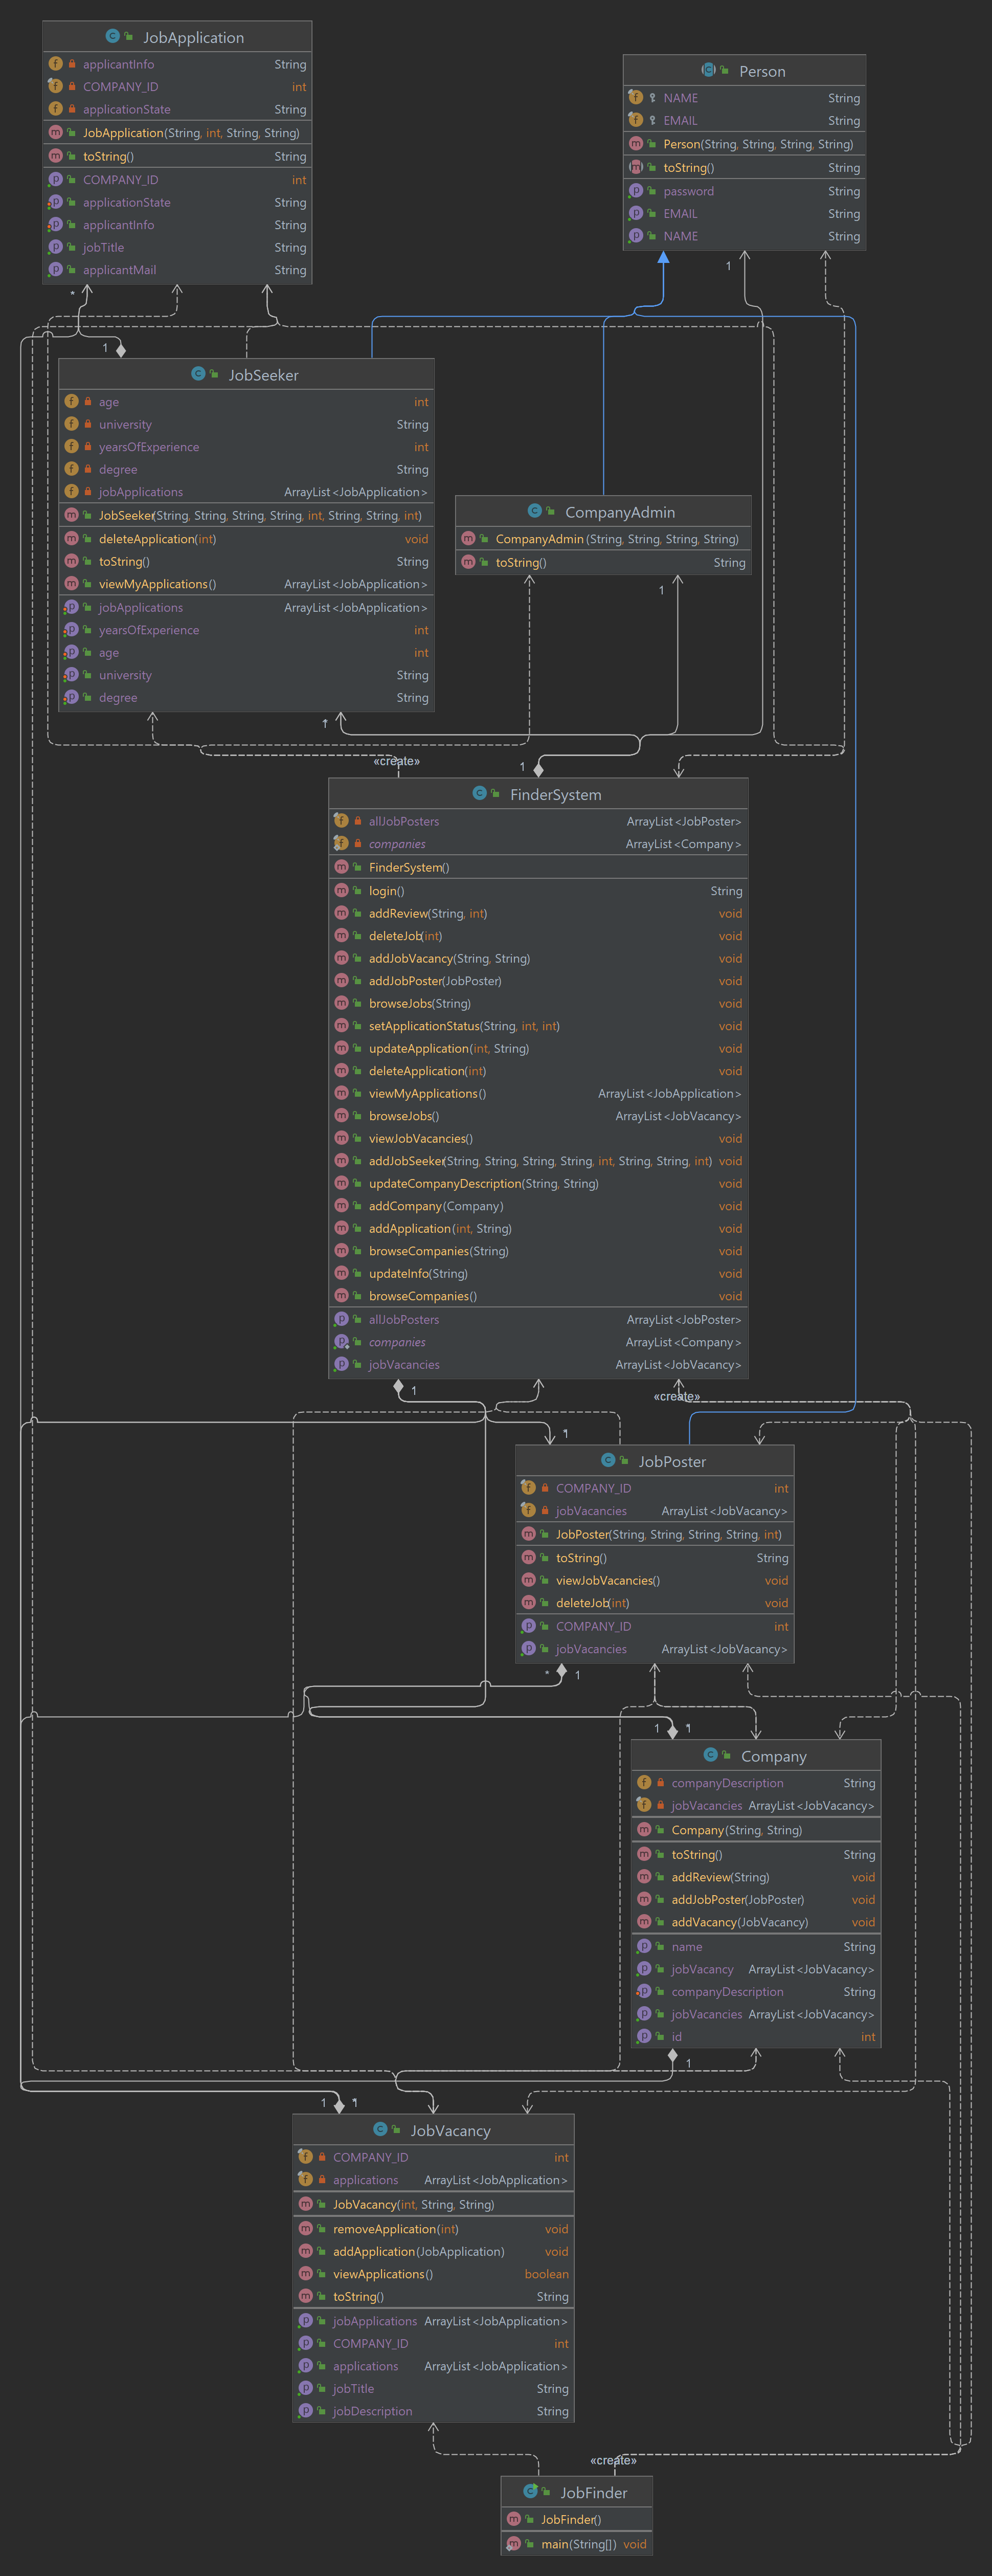 JobApplication
applicantInfo String
COMPANY_ID int
applicationState String
JobApplication(String, int, String, String)
toString() String
COMPANY_ID int
applicationState String
applicantInfo String
jobTitle String
applicantMail String
Person
NAME String
EMAIL String
Person(String, String, String, String)
toString() String
password String
EMAIL String
NAME String
*
1
1
JobSeeker
age int
university String
yearsOfExperience int
degree String
jobApplications ArrayList<JobApplication>
JobSeeker(String, String, String, String, int, String, String, int)
deleteApplication(int) void
toString() String
viewMyApplications() ArrayList<JobApplication>
jobApplications ArrayList<JobApplication>
yearsOfExperience int
age int
university String
degree String
CompanyAdmin
CompanyAdmin(String, String, String, String)
toString() String
1
*
«create»
1
FinderSystem
allJobPosters ArrayList<JobPoster>
companies ArrayList<Company>
FinderSystem()
login() String
addReview(String, int) void
deleteJob(int) void
addJobVacancy(String, String) void
addJobPoster(JobPoster) void
browseJobs(String) void
setApplicationStatus(String, int, int) void
updateApplication(int, String) void
deleteApplication(int) void
viewMyApplications() ArrayList<JobApplication>
browseJobs() ArrayList<JobVacancy>
viewJobVacancies() void
addJobSeeker(String, String, String, String, int, String, String, int) void
updateCompanyDescription(String, String) void
addCompany(Company) void
addApplication(int, String) void
browseCompanies(String) void
updateInfo(String) void
browseCompanies() void
allJobPosters ArrayList<JobPoster>
companies ArrayList<Company>
jobVacancies ArrayList<JobVacancy>
1
«create»
JobPoster
COMPANY_ID int
jobVacancies ArrayList<JobVacancy>
JobPoster(String, String, String, String, int)
toString() String
viewJobVacancies() void
deleteJob(int) void
COMPANY_ID int
jobVacancies ArrayList<JobVacancy>
* 1
1
Company
companyDescription String
jobVacancies ArrayList<JobVacancy>
Company(String, String)
toString() String
addReview(String) void
addJobPoster(JobPoster) void
addVacancy(JobVacancy) void
name String
jobVacancy ArrayList<JobVacancy>
companyDescription String
jobVacancies ArrayList<JobVacancy>
id int
1
1
JobVacancy
COMPANY_ID int
applications ArrayList<JobApplication>
JobVacancy(int, String, String)
removeApplication(int) void
addApplication(JobApplication) void
viewApplications() boolean
toString() String
jobApplications ArrayList<JobApplication>
COMPANY_ID int
applications ArrayList<JobApplication>
jobTitle String
jobDescription String
«create»
JobFinder
JobFinder()
main(String[]) void